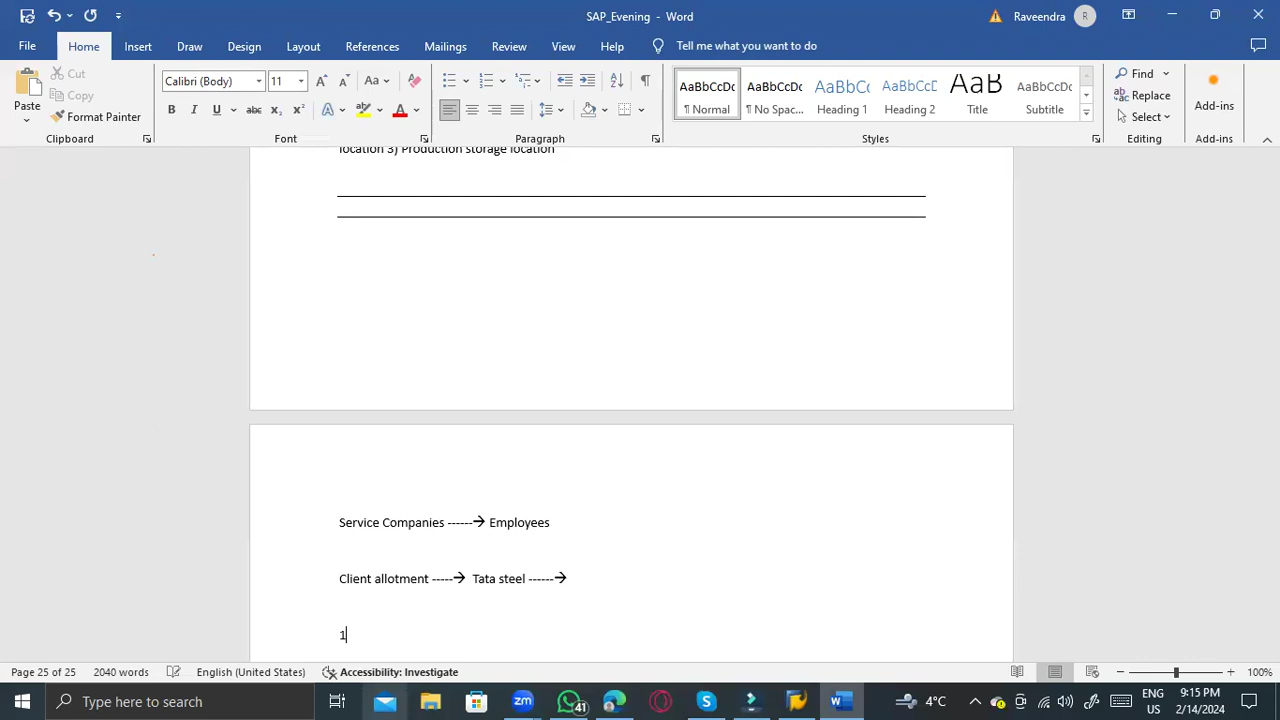 SAP_Evening - Word
Raveendra R
File Home Insert Draw Design Layout References Mailings Review View Help Tell me what you want to do
Paste
Cut
Copy
Format Painter
Clipboard
Calibri (Body) 11
Font
Paragraph
AaBbCcDc AaBbCcDc AaBbCc AaBbCcD AaB AaBbCcD
¶ Normal ¶ No Spac... Heading 1 Heading 2 Title Subtitle
Styles
Find
Replace
Select
Editing
Add-ins
Add-ins
location 3) Production storage location
Service Companies ------→ Employees
Client allotment -----→ Tata steel ------→
1
Page 25 of 25 2040 words English (United States) Accessibility: Investigate 100%
Type here to search
zm
41
4°C
ENG
US
9:15 PM
2/14/2024